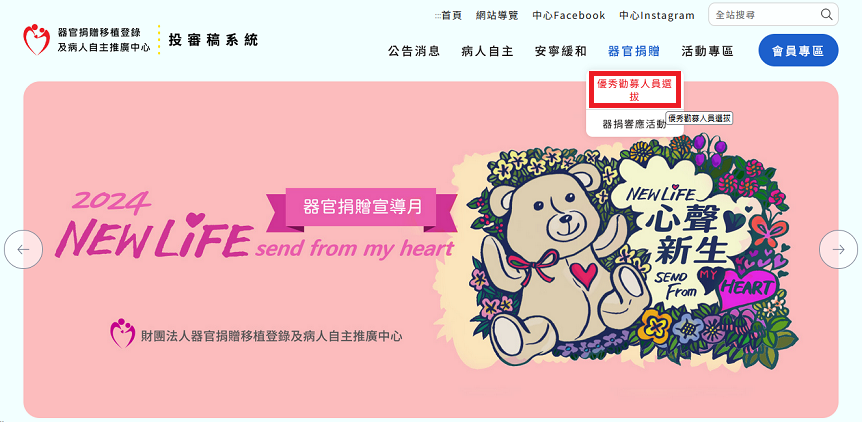 :::首頁 網站導覽 中心Facebook 中心Instagram 全站搜尋
器官捐贈移植登錄
及病人自主推廣中心
投審稿系統
公告消息 病人自主 安寧緩和 器官捐贈 活動專區 會員專區
優秀勸募人員選
拔
優秀勸募人員選拔
器捐響應活動
2024
NEW LiFE
器官捐贈宣導月
send from my heart
財團法人器官捐贈移植登錄及病人自主推廣中心
NEW LiFE
心聲
新生
SEND
From
MY
HEART